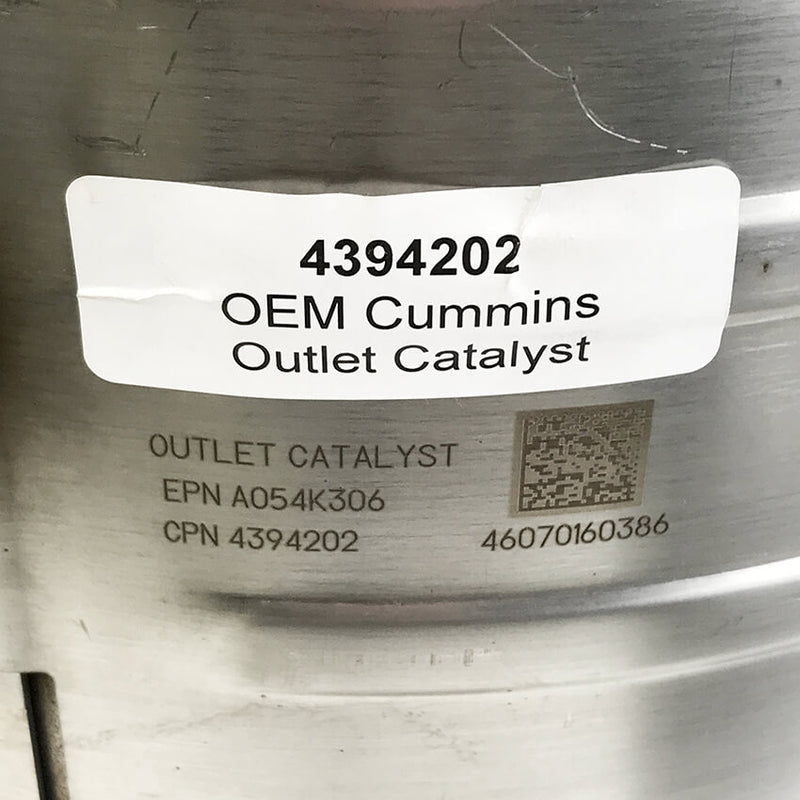 4394202
OEM Cummins
Outlet Catalyst
OUTLET CATALYST
EPN A054K306
CPN 4394202
46070160386